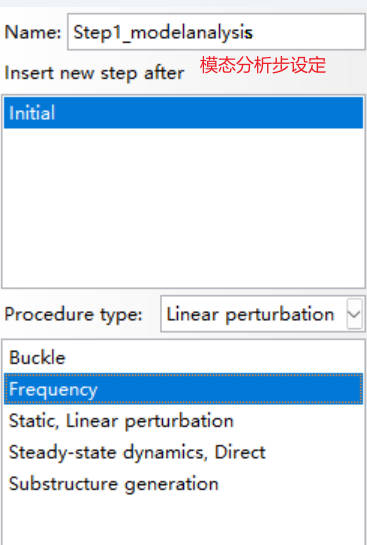 Name: Step1_modelanalysis
Insert new step after 模态分析步设定
Initial
Procedure type: Linear perturbation
Buckle
Frequency
Static, Linear perturbation
Steady-state dynamics, Direct
Substructure generation